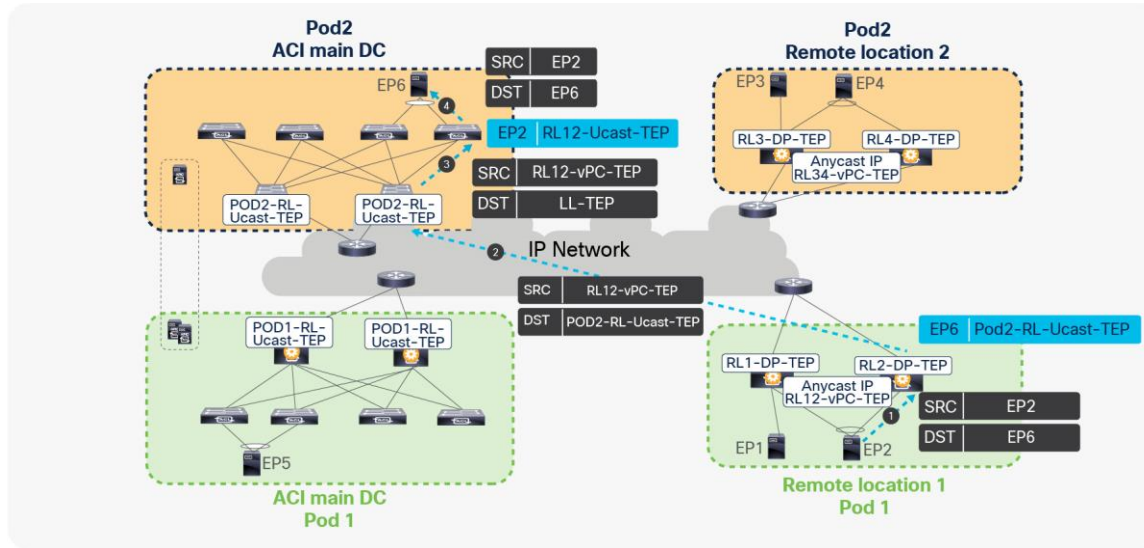 Pod2
ACI main DC
EP6
4
SRC EP2
DST EP6
EP2 RL12-Ucast-TEP
3
SRC RL12-vPC-TEP
DST LL-TEP
POD2-RL-
Ucast-TEP
POD2-RL-
Ucast-TEP
Pod2
Remote location 2
EP3
EP4
RL3-DP-TEP
RL4-DP-TEP
Anycast IP
RL34-vPC-TEP
2
IP Network
SRC RL12-vPC-TEP
DST POD2-RL-Ucast-TEP
POD1-RL-
Ucast-TEP
POD1-RL-
Ucast-TEP
EP5
ACI main DC
Pod 1
EP6 Pod2-RL-Ucast-TEP
RL1-DP-TEP
RL2-DP-TEP
Anycast IP
RL12-vPC-TEP
1
SRC EP2
DST EP6
EP1
EP2
Remote location 1
Pod 1